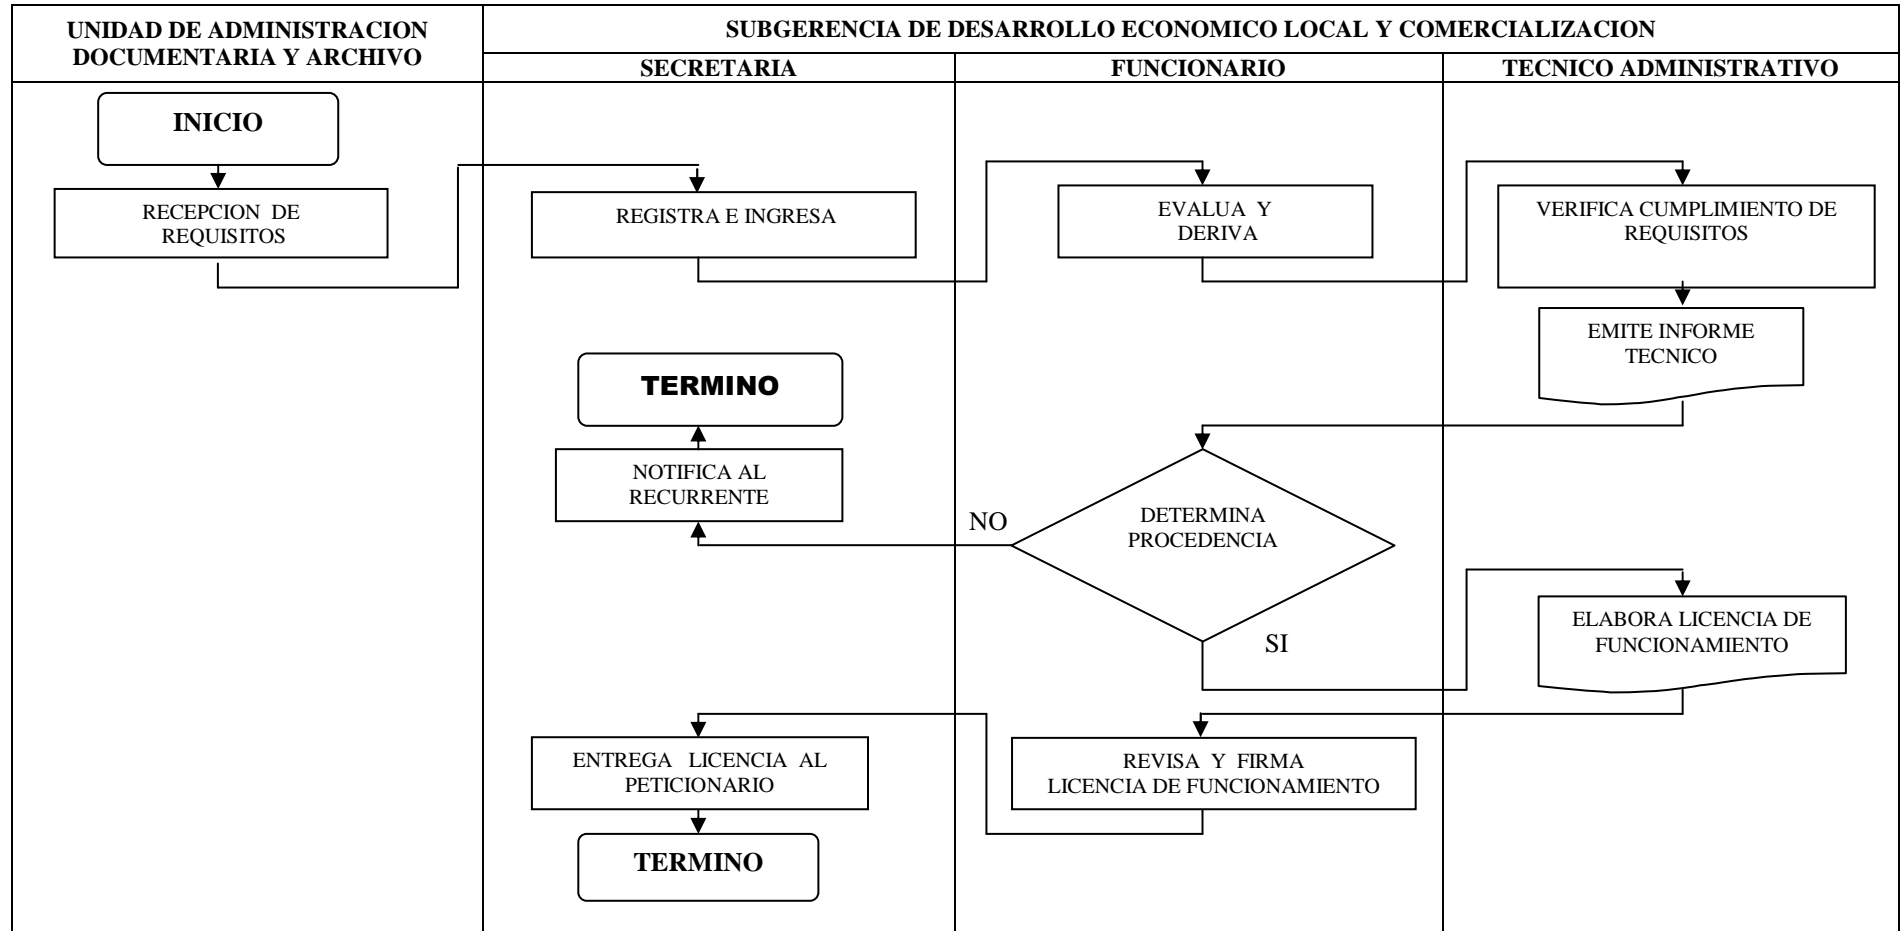 UNIDAD DE ADMINISTRACION
DOCUMENTARIA Y ARCHIVO
SUBGERENCIA DE DESARROLLO ECONOMICO LOCAL Y COMERCIALIZACION
SECRETARIA
FUNCIONARIO
TECNICO ADMINISTRATIVO
INICIO
RECEPCION DE
REQUISITOS
REGISTRA E INGRESA
EVALUA Y
DERIVA
VERIFICA CUMPLIMIENTO DE
REQUISITOS
EMITE INFORME
TECNICO
TERMINO
NOTIFICA AL
RECURRENTE
NO
DETERMINA
PROCEDENCIA
SI
ELABORA LICENCIA DE
FUNCIONAMIENTO
ENTREGA LICENCIA AL
PETICIONARIO
REVISA Y FIRMA
LICENCIA DE FUNCIONAMIENTO
TERMINO